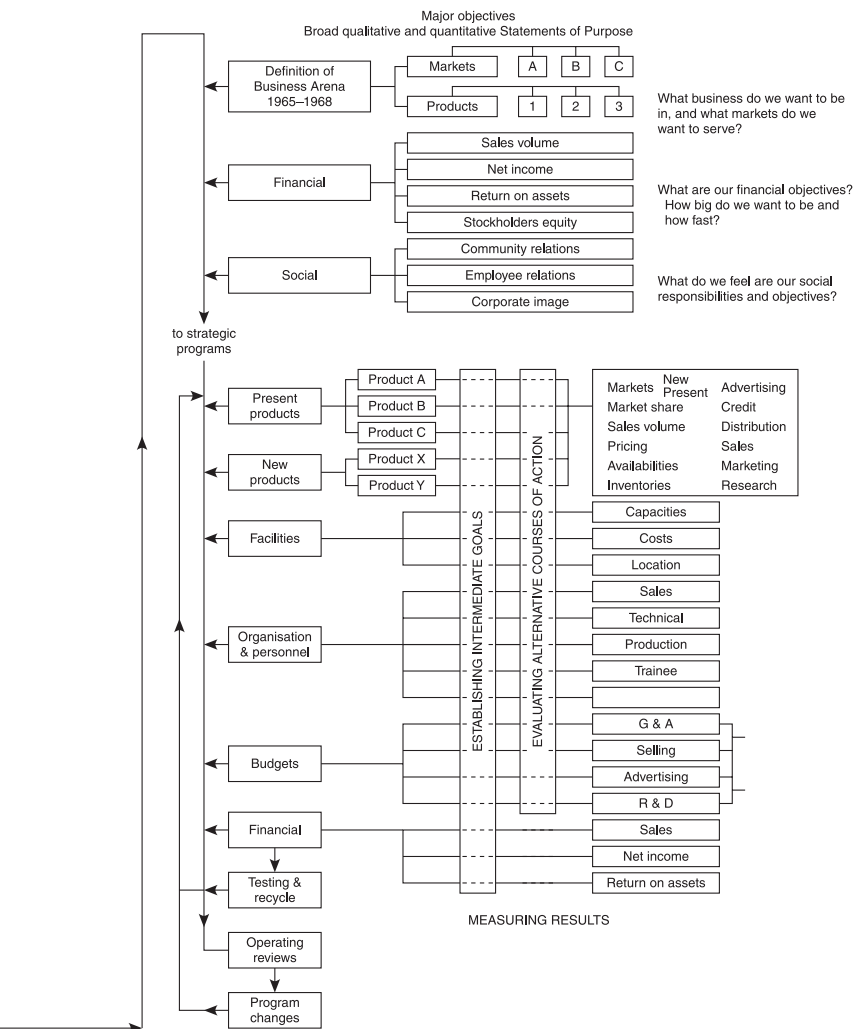 Major objectives
Broad qualitative and quantitative Statements of Purpose
Definition of
Business Arena
1965–1968
Markets
A
B
C
Products
1
2
3
What business do we want to be
in, and what markets do we
want to serve?
Financial
Sales volume
Net income
Return on assets
Stockholders equity
What are our financial objectives?
How big do we want to be and
how fast?
Social
Community relations
Employee relations
Corporate image
What do we feel are our social
responsibilities and objectives?
to strategic
programs
Present
products
Product A
Product B
Product C
New
products
Product X
Product Y
ESTABLISHING INTERMEDIATE GOALS
EVALUATING ALTERNATIVE COURSES OF ACTION
Markets New Present Advertising
Market share Credit
Sales volume Distribution
Pricing Sales
Availabilities Marketing
Inventories Research
Facilities
Capacities
Costs
Location
Organisation
& personnel
Sales
Technical
Production
Trainee
Budgets
G & A
Selling
Advertising
R & D
Financial
Sales
Net income
Return on assets
Testing &
recycle
MEASURING RESULTS
Operating
reviews
Program
changes